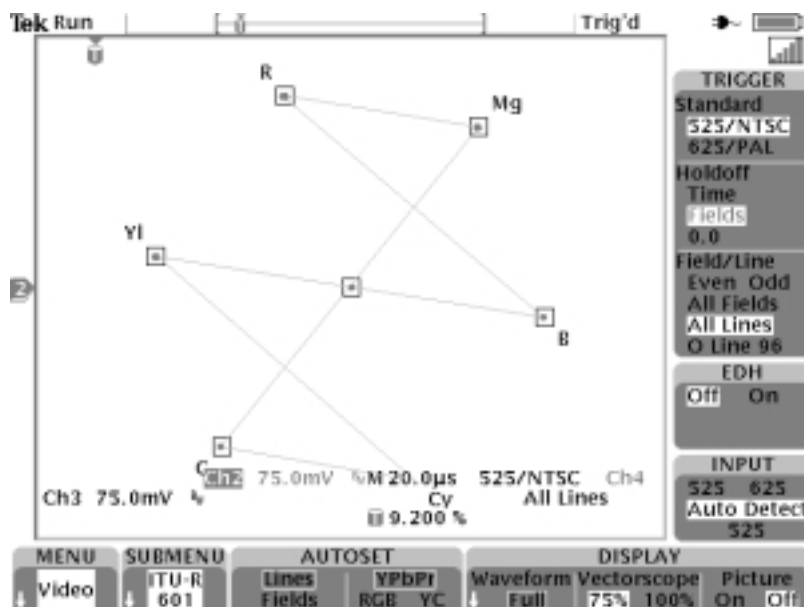 Tek Run Trig'd
R
Mg
Yl
B
G
Cy
2
Ch2 75.0mV M 20.0µs 525/NTSC Ch4
Ch3 75.0mV All Lines
9.200 %
TRIGGER
Standard
525/NTSC
625/PAL
Holdoff
Time
Fields
0.0
Field/Line
Even Odd
All Fields
All Lines
O Line 96
EDH
Off On
INPUT
525 625
Auto Detect
525
MENU
Video
SUBMENU
ITU-R
601
AUTOSET
Lines YPbPr
Fields RGB YC
DISPLAY
Waveform Vectorscope Picture
Full 75% 100% On Off